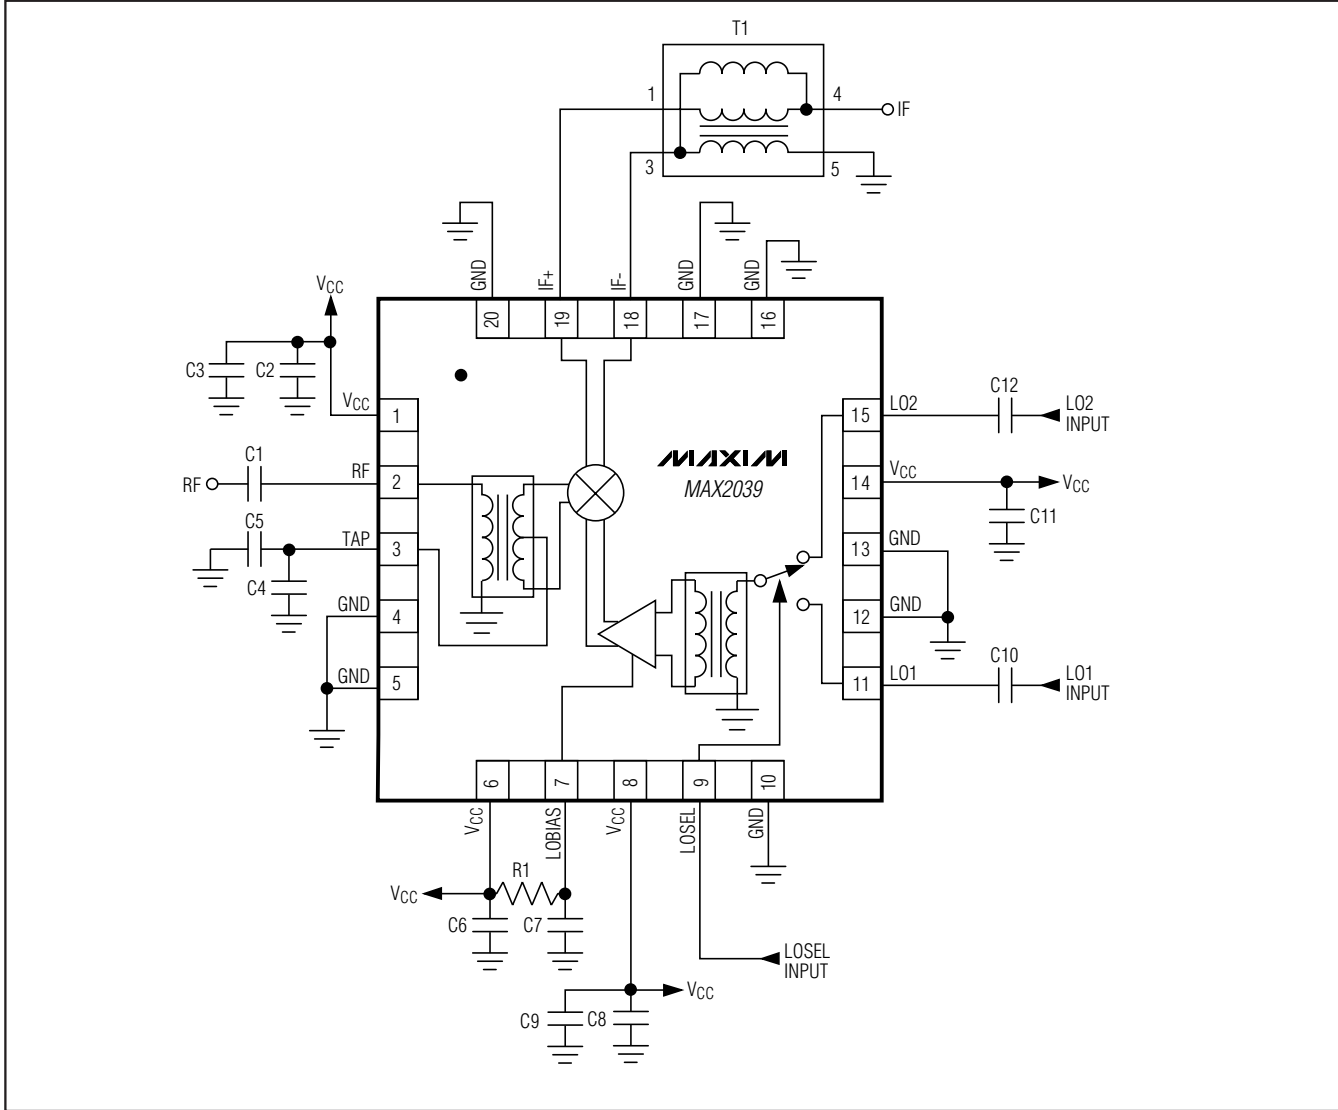 T1
1
4
IF
3
5
GND
IF+
IF-
GND
GND
20
19
18
17
16
VCC
C3
C2
VCC
1
C1
RF
RF
2
C5
TAP
3
C4
GND
4
GND
5
MAXIM
MAX2039
15
LO2
C12
LO2
INPUT
14
VCC
VCC
C11
13
GND
12
GND
11
LO1
C10
LO1
INPUT
6
7
8
9
10
VCC
LOBIAS
VCC
LOSEL
GND
VCC
R1
C6
C7
LOSEL
INPUT
VCC
C9
C8